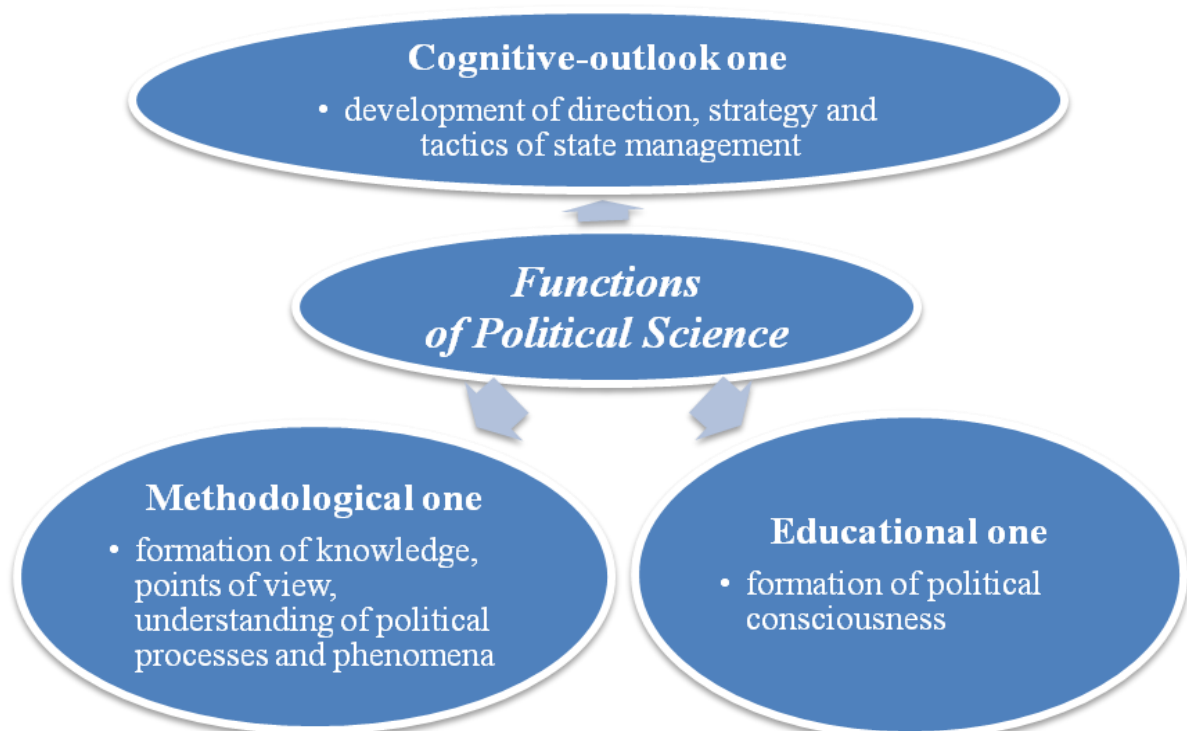 Cognitive-outlook one
• development of direction, strategy and
tactics of state management
Functions
of Political Science
Methodological one
• formation of knowledge,
points of view,
understanding of political
processes and phenomena
Educational one
• formation of political
consciousness